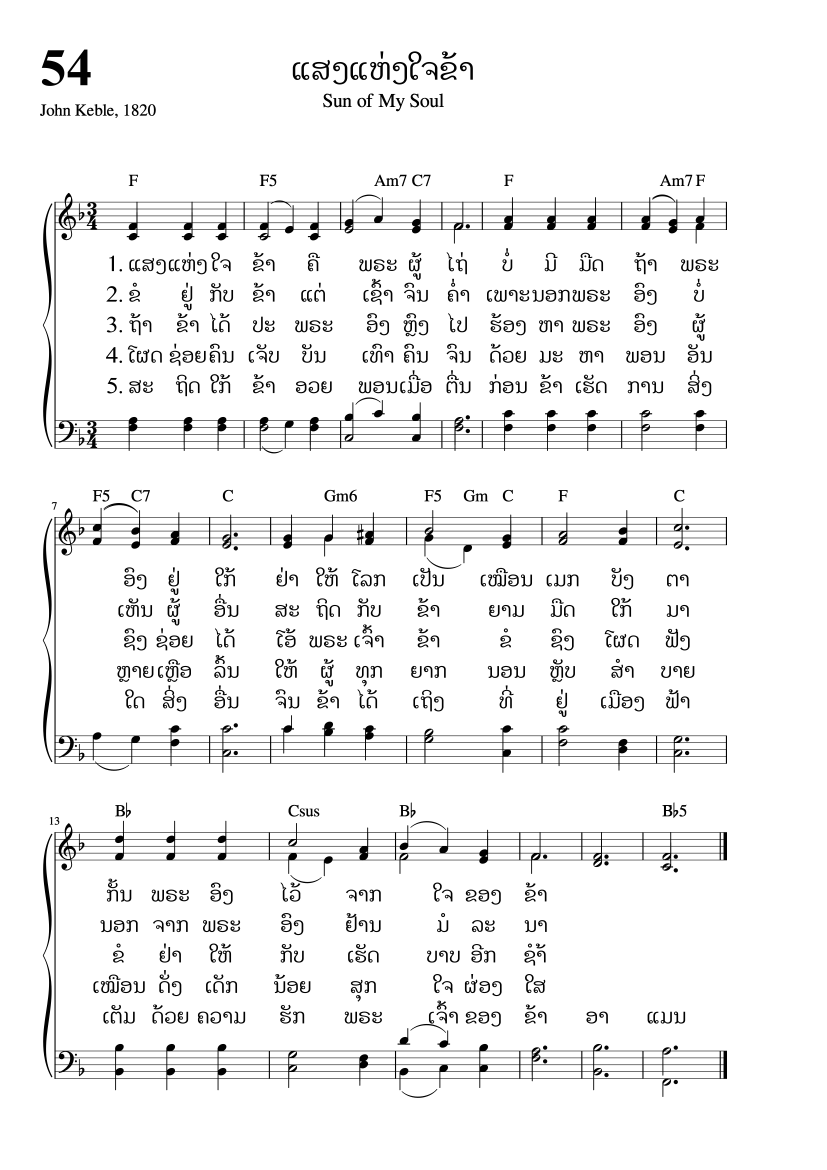 54
ແສງແຫ່ງໃຈຂ້າ
Sun of My Soul
John Keble, 1820
F F5 Am7 C7 F Am7 F
1. ແສງແຫ່ງ ໃຈ ຂ້າ ຄື ພຣະ ຜູ້ ໄຖ່ ບໍ່ ມີ ມືດ ຖ້າ ພຣະ
2. ຂໍ ຢູ່ ກັບ ຂ້າ ແຕ່ ເຊົ້າ ຈົນ ຄ່ຳ ເພາະນອກພຣະ ອົງ ບໍ່
3. ຖ້າ ຂ້າ ໄດ້ ປະ ພຣະ ອົງ ຫຼົງ ໄປ ຮ້ອງ ຫາ ພຣະ ອົງ ຜູ້
4. ໂຜດ ຊ່ອຍຄົນ ເຈັບ ບັນ ເທົາ ຄົນ ຈົນ ດ້ວຍ ມະ ຫາ ພອນ ອັນ
5. ສະ ຖິດ ໃກ້ ຂ້າ ອວຍ ພອນເມື່ອ ຕື່ນ ກ່ອນ ຂ້າ ເຮັດ ການ ສິ່ງ
7
F5 C7 C Gm6 F5 Gm C F C
ອົງ ຢູ່ ໃກ້ ຢ່າ ໃຫ້ ໂລກ ເປັນ ເໝືອນ ເມກ ບັງ ຕາ
ເຫັນ ຜູ້ ອື່ນ ສະ ຖິດ ກັບ ຂ້າ ຍາມ ມືດ ໃກ້ ມາ
ຊົງ ຊ່ອຍ ໄດ້ ໂອ້ ພຣະ ເຈົ້າ ຂ້າ ຂໍ ຊົງ ໂຜດ ຟັງ
ຫຼາຍເຫຼືອ ລົ້ນ ໃຫ້ ຜູ້ ທຸກ ຍາກ ນອນ ຫຼັບ ສຳ ບາຍ
ໃດ ສິ່ງ ອື່ນ ຈົນ ຂ້າ ໄດ້ ເຖິງ ທີ່ ຢູ່ ເມືອງ ຟ້າ
13
B♭ Csus B♭ B♭5
ກັ້ນ ພຣະ ອົງ ໄວ້ ຈາກ ໃຈ ຂອງ ຂ້າ
ນອກ ຈາກ ພຣະ ອົງ ຢ້ານ ມໍ ລະ ນາ
ຂໍ ຢ່າ ໃຫ້ ກັບ ເຮັດ ບາບ ອີກ ຊ້ຳ
ເໝືອນ ດັ່ງ ເດັກ ນ້ອຍ ສຸກ ໃຈ ຜ່ອງ ໃສ
ເຕັມ ດ້ວຍ ຄວາມ ຮັກ ພຣະ ເຈົ້າ ຂອງ ຂ້າ ອາ ແມນ